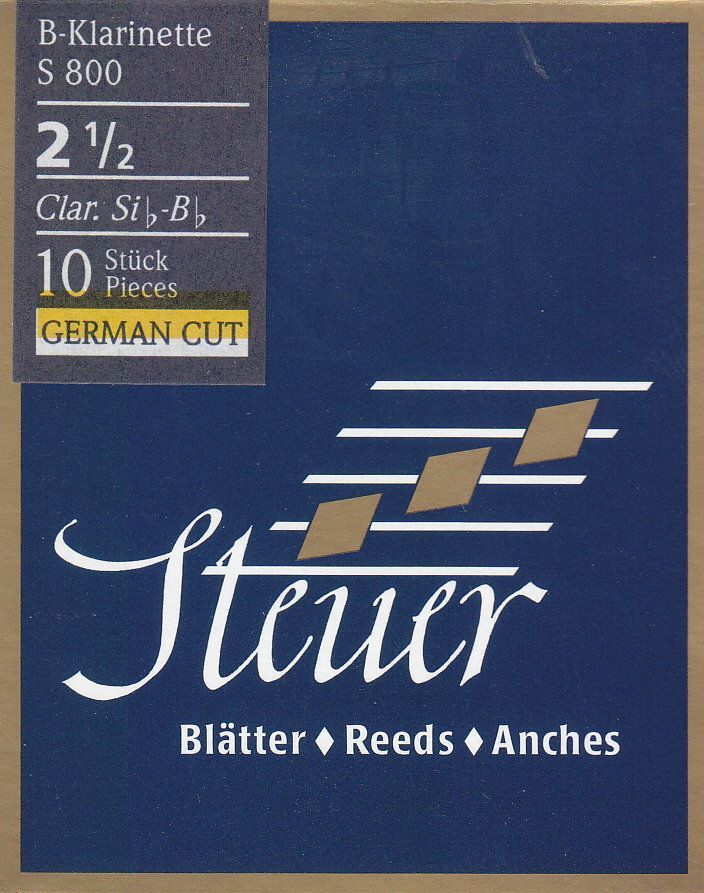 B-Klarinette
S 800
2 1/2
Clar. Si♭-B♭
10 Stück
Pieces
GERMAN CUT
Steuer
Blätter ♦ Reeds ♦ Anches